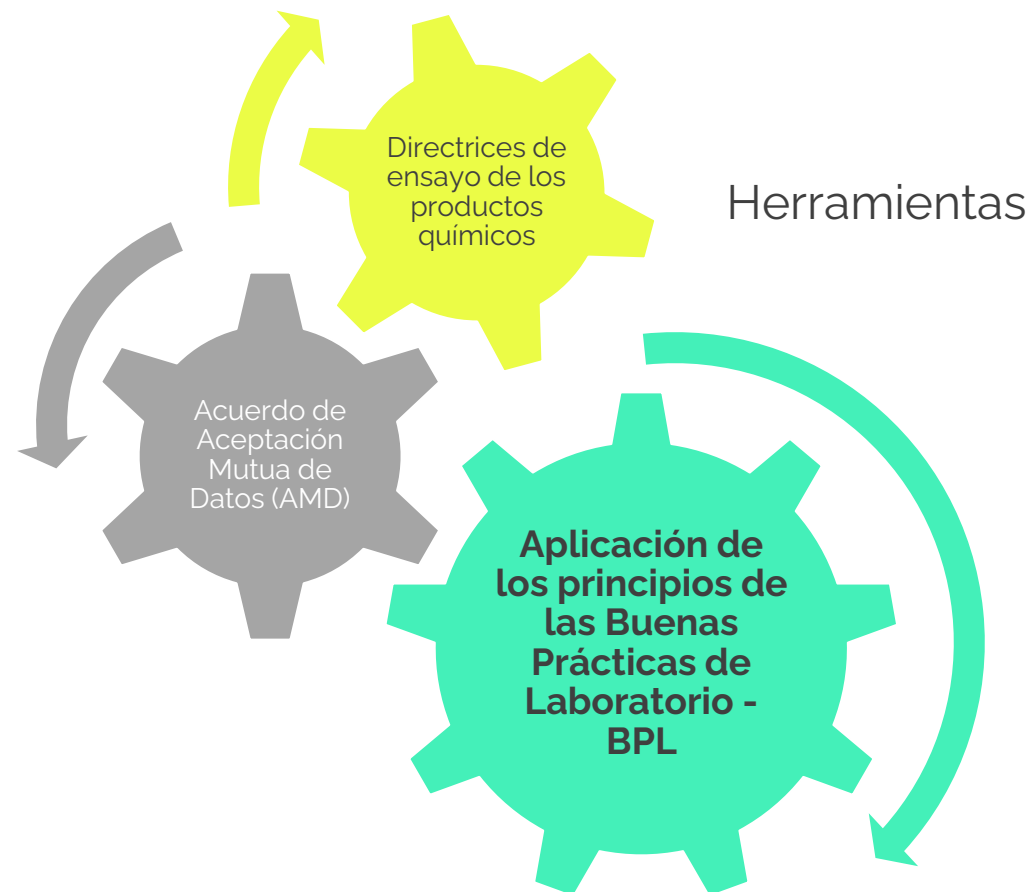 Directrices de
ensayo de los
productos
químicos
Herramientas
Acuerdo de
Aceptación
Mutua de
Datos (AMD)
Aplicación de
los principios de
las Buenas
Prácticas de
Laboratorio -
BPL